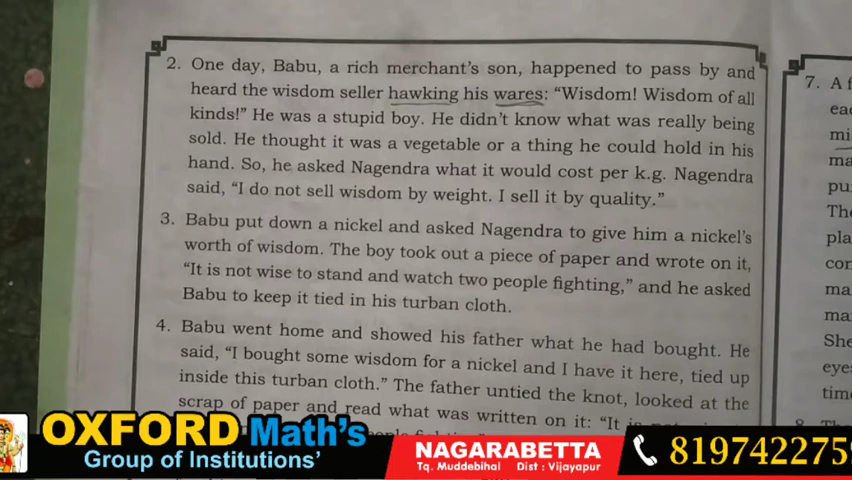 2. One day, Babu, a rich merchant's son, happened to pass by and
heard the wisdom seller hawking his wares: "Wisdom! Wisdom of all
kinds!" He was a stupid boy. He didn't know what was really being
sold. He thought it was a vegetable or a thing he could hold in his
hand. So, he asked Nagendra what it would cost per k.g. Nagendra
said, "I do not sell wisdom by weight. I sell it by quality."
3. Babu put down a nickel and asked Nagendra to give him a nickel's
worth of wisdom. The boy took out a piece of paper and wrote on it,
"It is not wise to stand and watch two people fighting," and he asked
Babu to keep it tied in his turban cloth.
4. Babu went home and showed his father what he had bought. He
said, "I bought some wisdom for a nickel and I have it here, tied up
inside this turban cloth." The father untied the knot, looked at the
scrap of paper and read what was written on it: "It
7. A f
eac
mi
ma
pu
The
pla
con
ma
ma
She
eye
tim
OXFORD Math's
Group of Institutions'
NAGARABETTA
Tq. Muddebihal Dist : Vijayapur
819742275